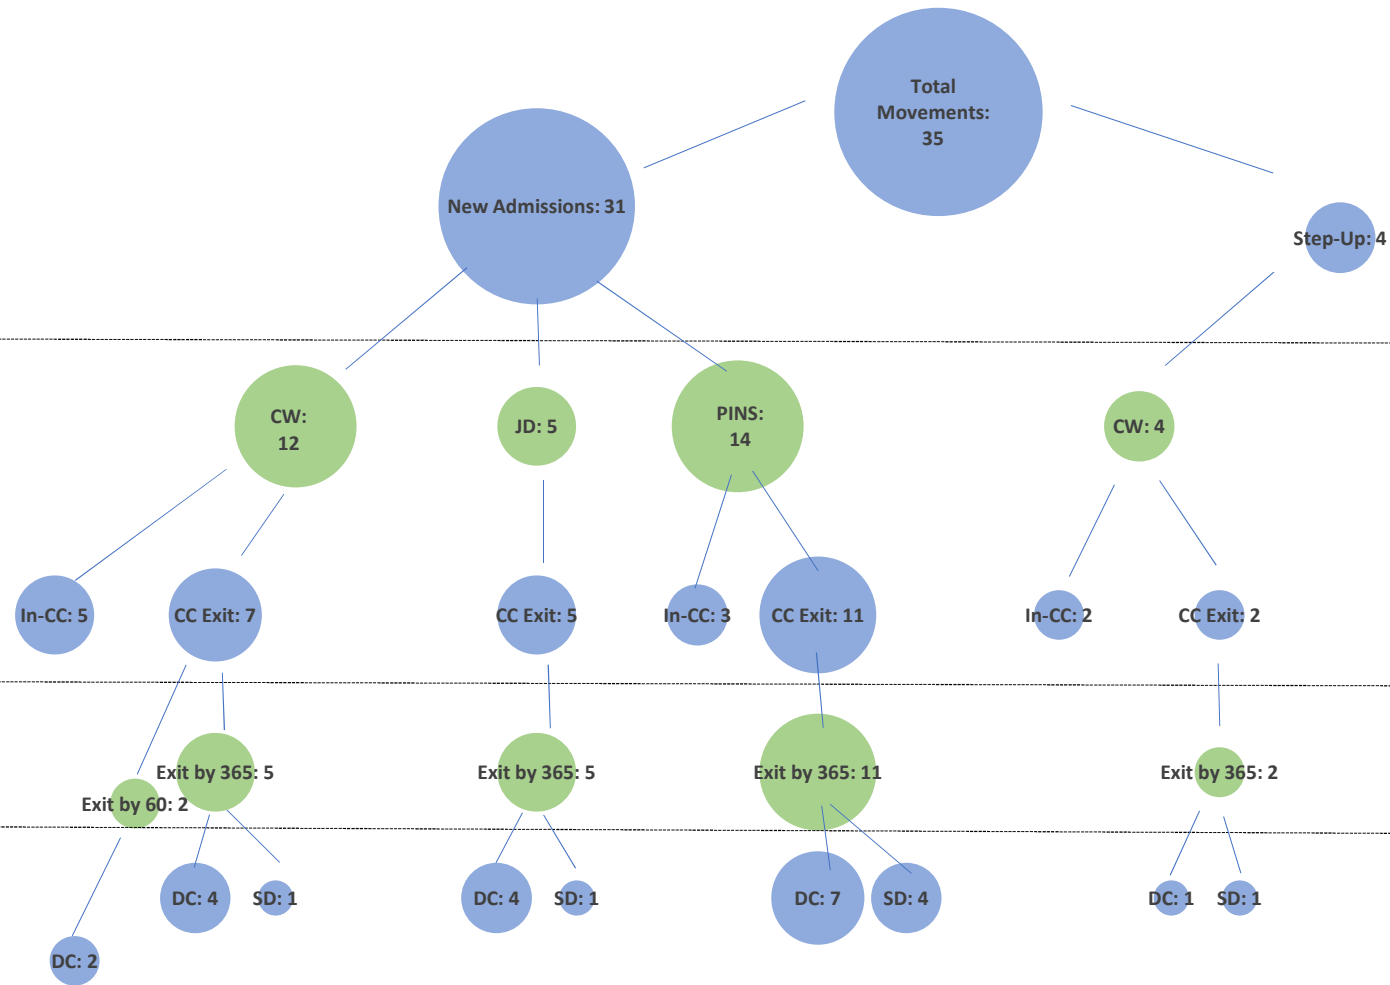 Total
Movements:
35
New Admissions: 31
Step-Up: 4
CW:
12
JD: 5
PINS:
14
CW: 4
In-CC: 5
CC Exit: 7
CC Exit: 5
In-CC: 3
CC Exit: 11
In-CC: 2
CC Exit: 2
Exit by 365: 5
Exit by 60: 2
Exit by 365: 5
Exit by 365: 11
Exit by 365: 2
DC: 4
SD: 1
DC: 4
SD: 1
DC: 7
SD: 4
DC: 1
SD: 1
DC: 2